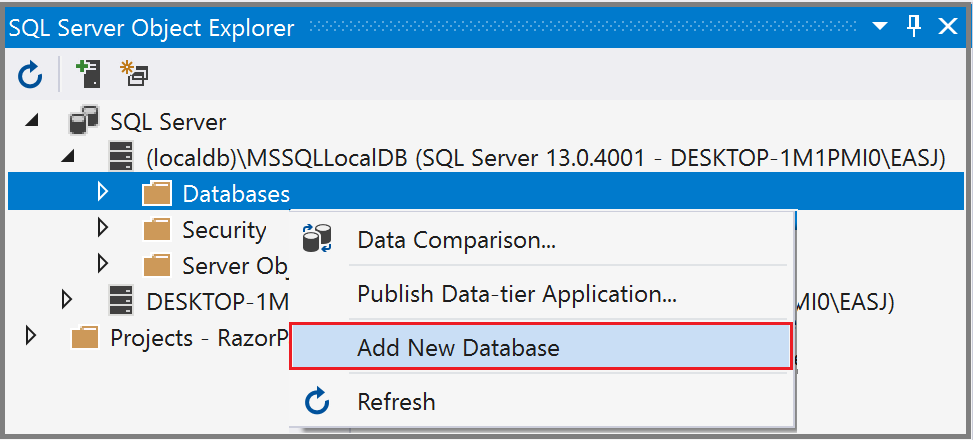 SQL Server Object Explorer
SQL Server
(localdb)\MSSQLLocalDB (SQL Server 13.0.4001 - DESKTOP-1M1PMI0\EASJ)
Databases
Security
Data Comparison...
Server Obj
Publish Data-tier Application...
DESKTOP-1M MI0\EASJ)
Projects - RazorP
Add New Database
Refresh